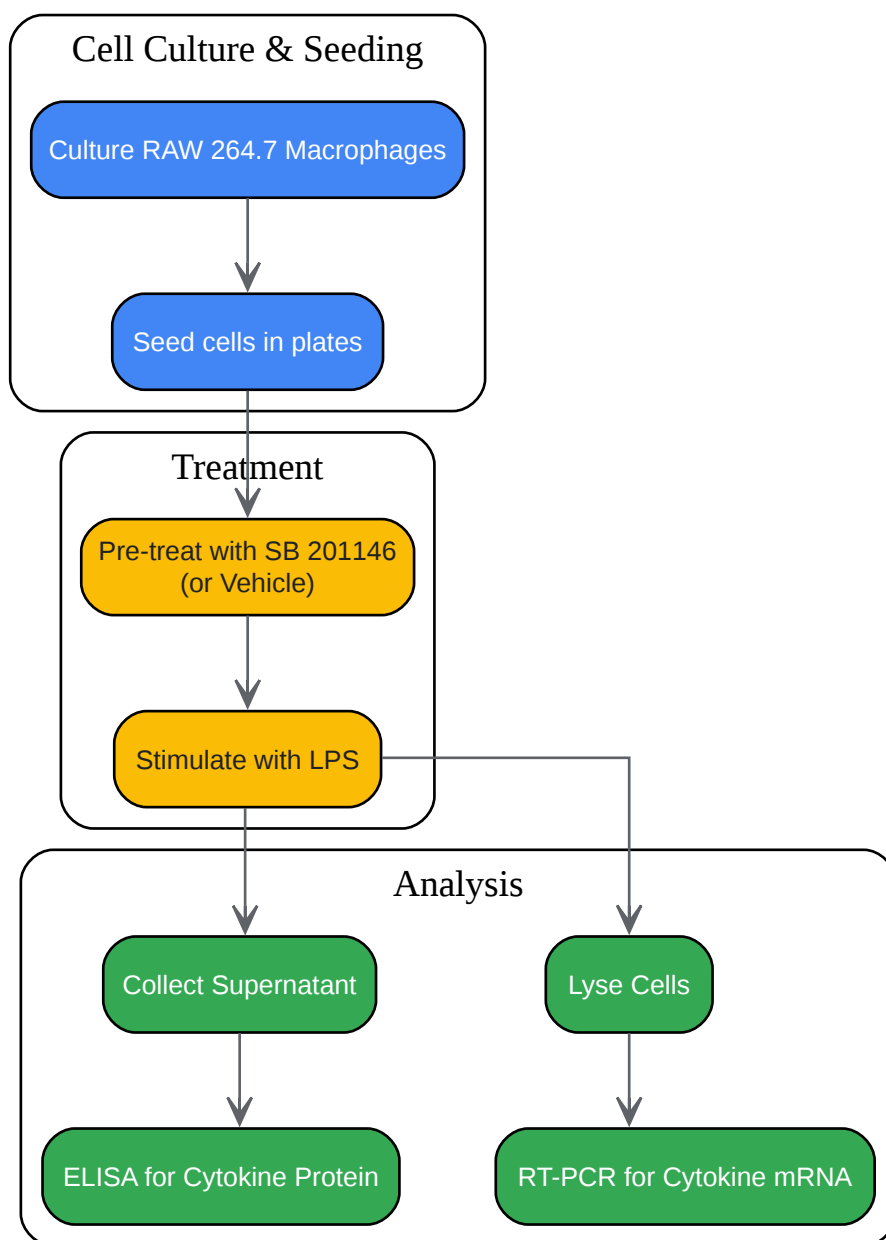 Cell Culture & Seeding
Culture RAW 264.7 Macrophages
Seed cells in plates
Treatment
Pre-treat with SB 201146
(or Vehicle)
Stimulate with LPS
Analysis
Collect Supernatant
Lyse Cells
ELISA for Cytokine Protein
RT-PCR for Cytokine mRNA